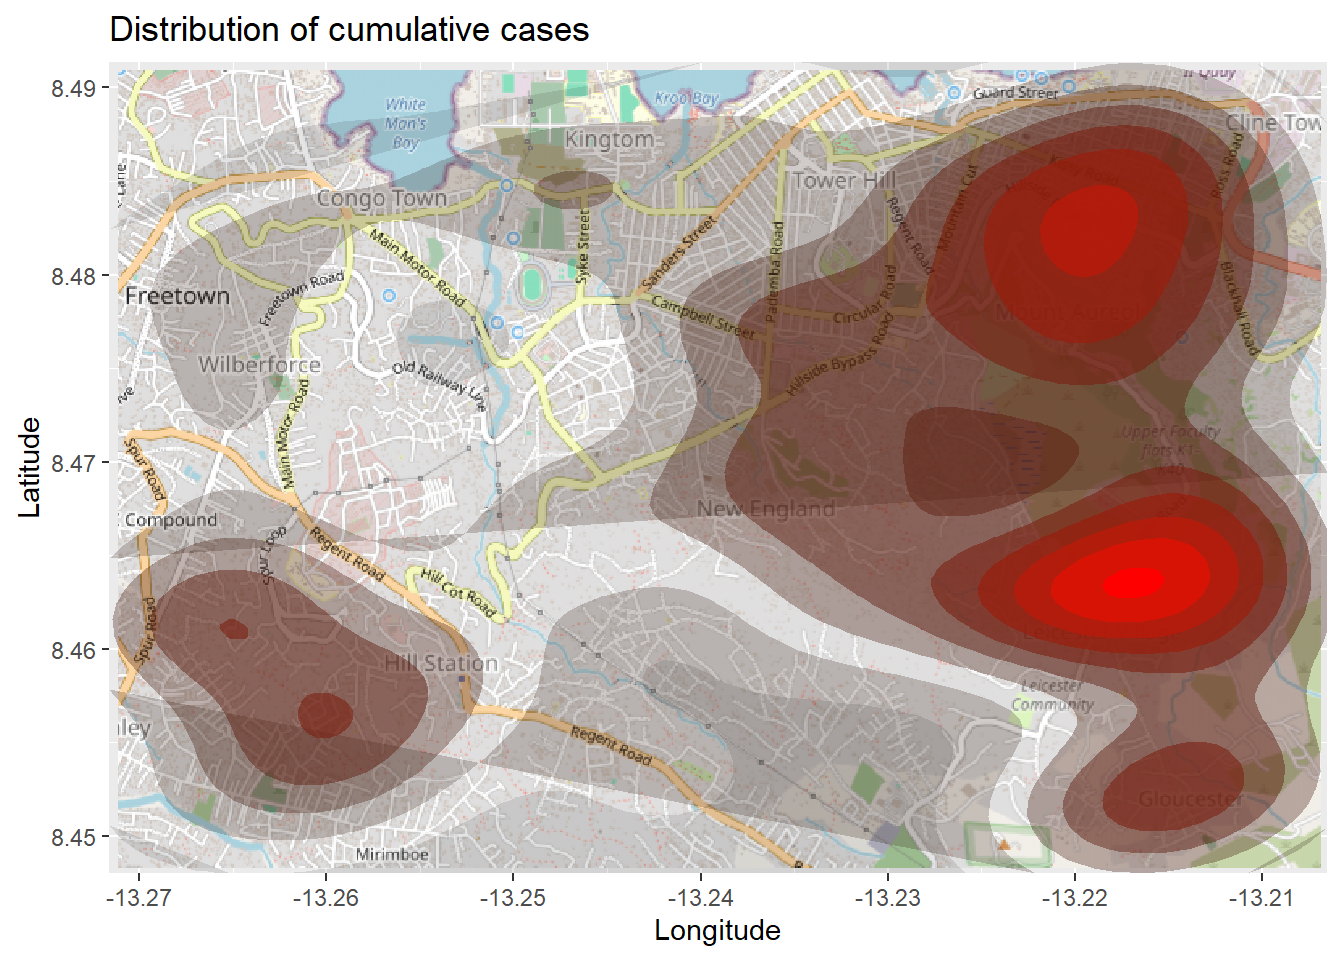 Distribution of cumulative cases
Latitude
8.49
8.48
8.47
8.46
8.45
Guard Street
White
Man's
Bay
Kroo Bay
Kingtom
Cline Tow
Lane
Congo Town
Tower Hill
Ross Road
Mountain Cut
Regent Road
Main Motor Road
Syke Street
Sanders Street
Pademba Road
Freetown
Freetown Road
Campbell Street
Circular Road
Blackhall Road
Wilberforce
Old Railway Line
Hillside Bypass Road
Main Motor Road
Spur Road
Upper Faculty
flats K1
New England
Compound
Spur Loop
Regent Road
Hill Cot Road
Spur Road
Hill Station
Leicester
Community
ley
Regent Road
Gloucester
Mirimboe
-13.27
-13.26
-13.25
-13.24
-13.23
-13.22
-13.21
Longitude